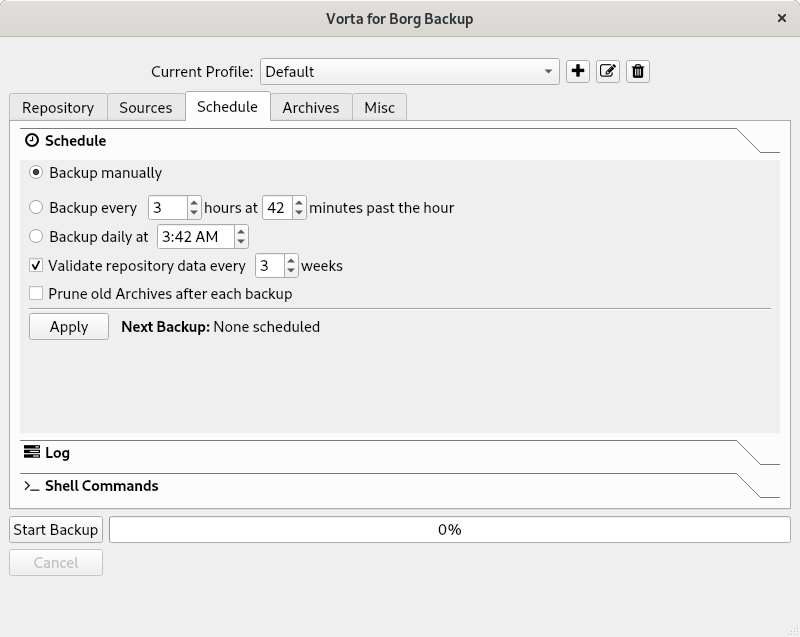 Vorta for Borg Backup
Current Profile: Default
Repository Sources Schedule Archives Misc
Schedule
Backup manually
Backup every 3 hours at 42 minutes past the hour
Backup daily at 3:42 AM
Validate repository data every 3 weeks
Prune old Archives after each backup
Apply Next Backup: None scheduled
Log
Shell Commands
Start Backup 0%
Cancel